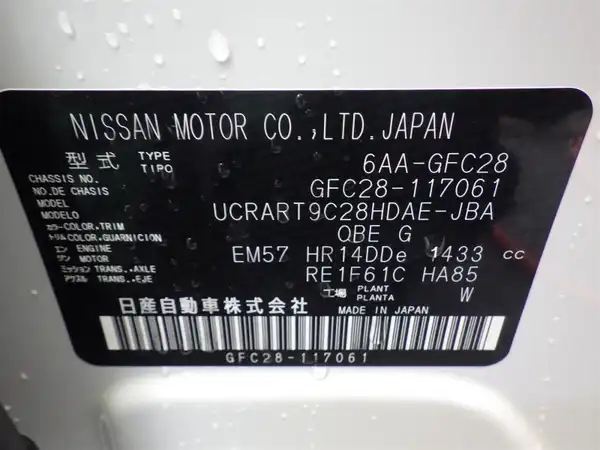 NISSAN MOTOR CO.,LTD.JAPAN
型式 TYPE TIPO 6AA-GFC28
CHASSIS NO. NO.DE CHASIS GFC28-117061
MODEL MODELO UCRART9C28HDAE-JBA
カラー COLOR,TRIM トリム COLOR,GUARNICION QBE G
エンジン ENGINE MOTOR EM57 HR14DDe 1433 cc
ミッション TRANS.,AXLE アクスル TRANS.,EJE RE1F61C HA85
工場 PLANT PLANTA W
日産自動車株式会社 MADE IN JAPAN
GFC28-117061